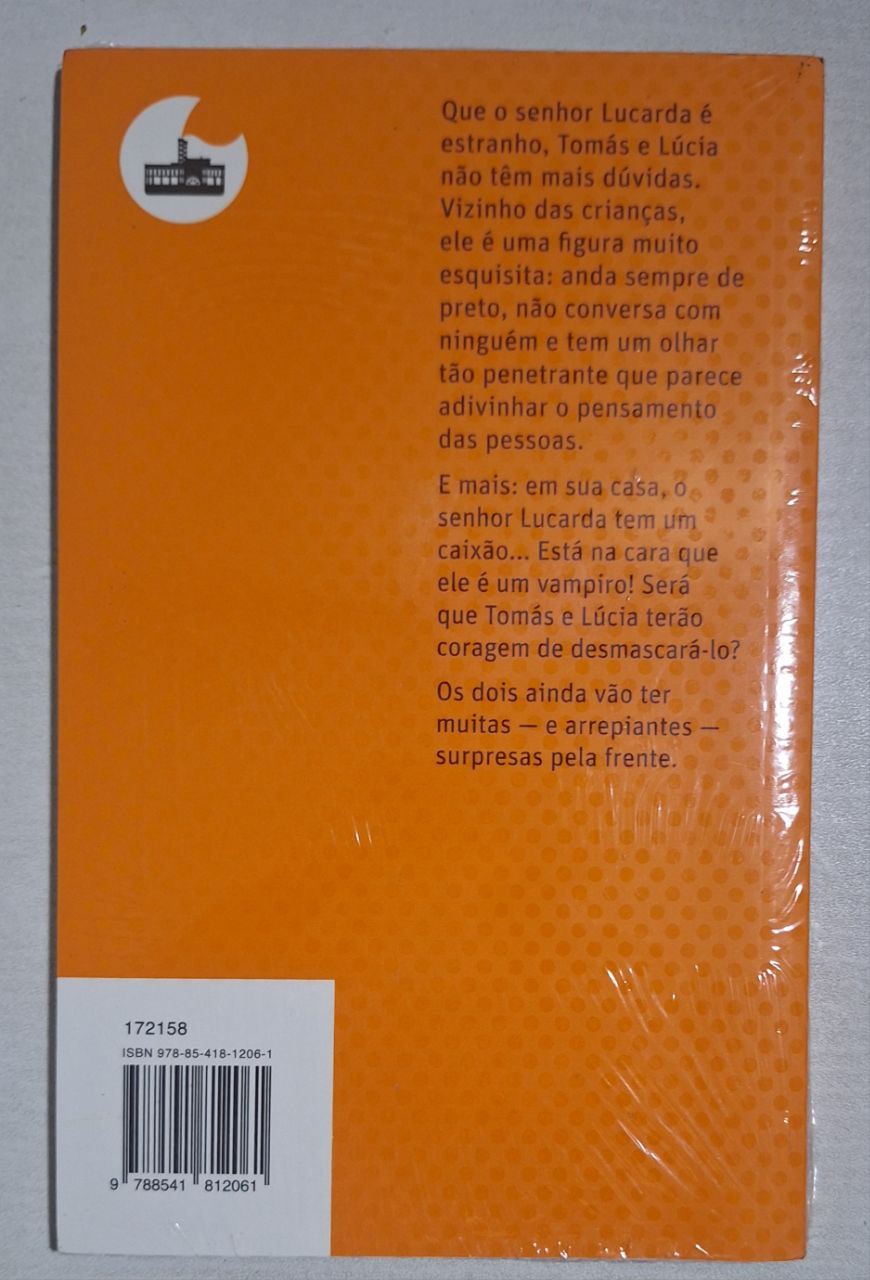 Que o senhor Lucarda é
estranho, Tomás e Lúcia
não têm mais dúvidas.
Vizinho das crianças,
ele é uma figura muito
esquisita: anda sempre de
preto, não conversa com
ninguém e tem um olhar
tão penetrante que parece
adivinhar o pensamento
das pessoas.
E mais: em sua casa, o
senhor Lucarda tem um
caixão... Está na cara que
ele é um vampiro! Será
que Tomás e Lúcia terão
coragem de desmascará-lo?
Os dois ainda vão ter
muitas — e arrepiantes —
surpresas pela frente.
172158
ISBN 978-85-418-1206-1
9 788541 812061